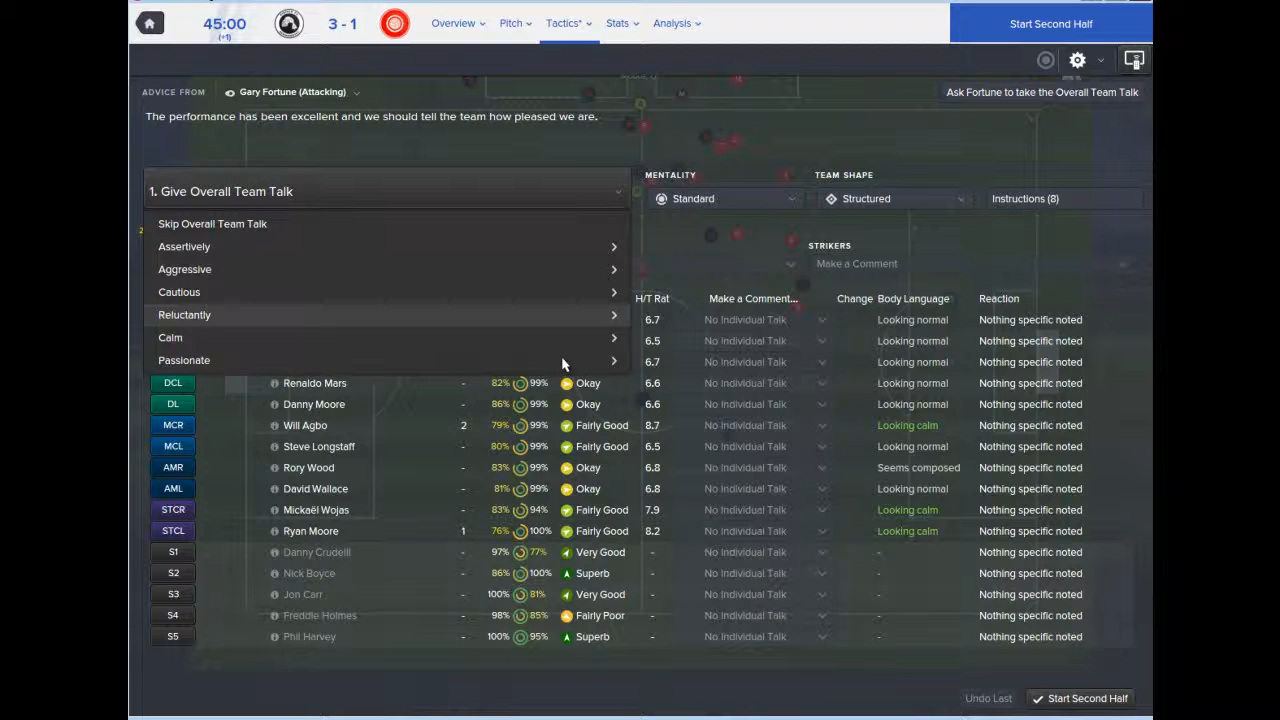 45:00
(+1)
3 - 1
Overview
Pitch
Tactics*
Stats
Analysis
Start Second Half
ADVICE FROM
Gary Fortune (Attacking)
Ask Fortune to take the Overall Team Talk
The performance has been excellent and we should tell the team how pleased we are.
1. Give Overall Team Talk
MENTALITY
TEAM SHAPE
Standard
Structured
Instructions (8)
Skip Overall Team Talk
Assertively
Aggressive
Cautious
Reluctantly
Calm
Passionate
STRIKERS
Make a Comment
H/T Rat Make a Comment... Change Body Language Reaction
6.7 No Individual Talk Looking normal Nothing specific noted
6.5 No Individual Talk Looking normal Nothing specific noted
6.7 No Individual Talk Looking normal Nothing specific noted
DCL Renaldo Mars - 82% 99% Okay 6.6 No Individual Talk Looking normal Nothing specific noted
DL Danny Moore - 86% 99% Okay 6.6 No Individual Talk Looking normal Nothing specific noted
MCR Will Agbo 2 79% 99% Fairly Good 8.7 No Individual Talk Looking calm Nothing specific noted
MCL Steve Longstaff - 80% 99% Fairly Good 6.5 No Individual Talk Looking normal Nothing specific noted
AMR Rory Wood - 83% 99% Okay 6.8 No Individual Talk Seems composed Nothing specific noted
AML David Wallace - 81% 99% Okay 6.8 No Individual Talk Looking normal Nothing specific noted
STCR Mickaël Wojas - 83% 94% Fairly Good 7.9 No Individual Talk Looking calm Nothing specific noted
STCL Ryan Moore 1 76% 100% Fairly Good 8.2 No Individual Talk Looking calm Nothing specific noted
S1 Danny Crudelli - 97% 77% Very Good - No Individual Talk - Nothing specific noted
S2 Nick Boyce - 86% 100% Superb - No Individual Talk - Nothing specific noted
S3 Jon Carr - 100% 81% Very Good - No Individual Talk - Nothing specific noted
S4 Freddie Holmes - 98% 85% Fairly Poor - No Individual Talk - Nothing specific noted
S5 Phil Harvey - 100% 95% Superb - No Individual Talk - Nothing specific noted
Undo Last
Start Second Half